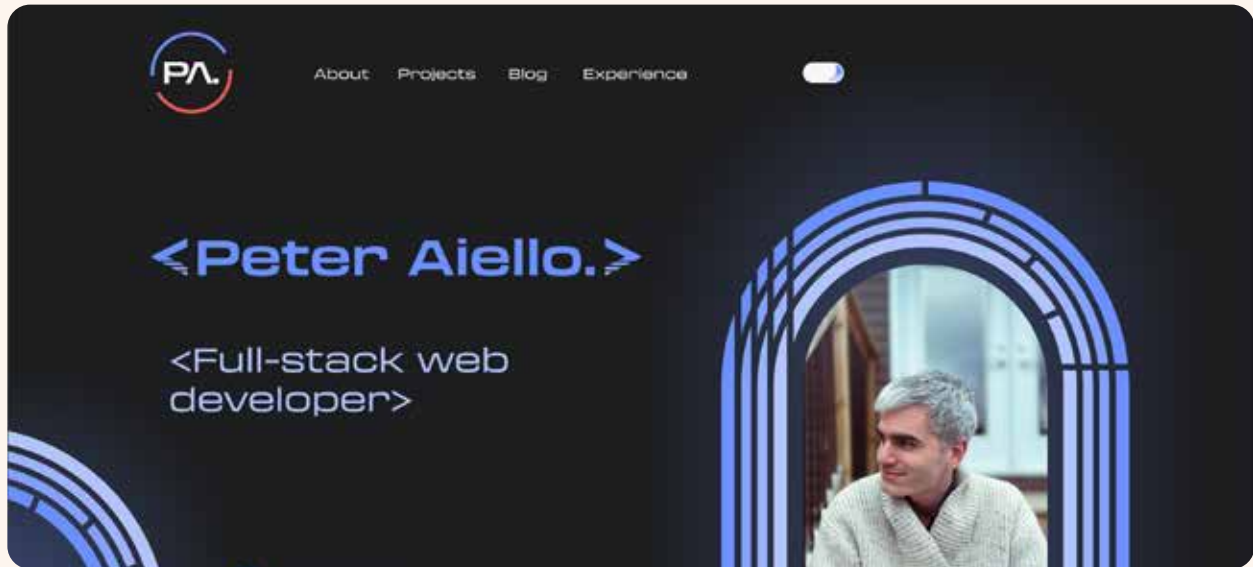 PA.
About Projects Blog Experience
<Peter Aiello.>
<Full-stack web
developer>